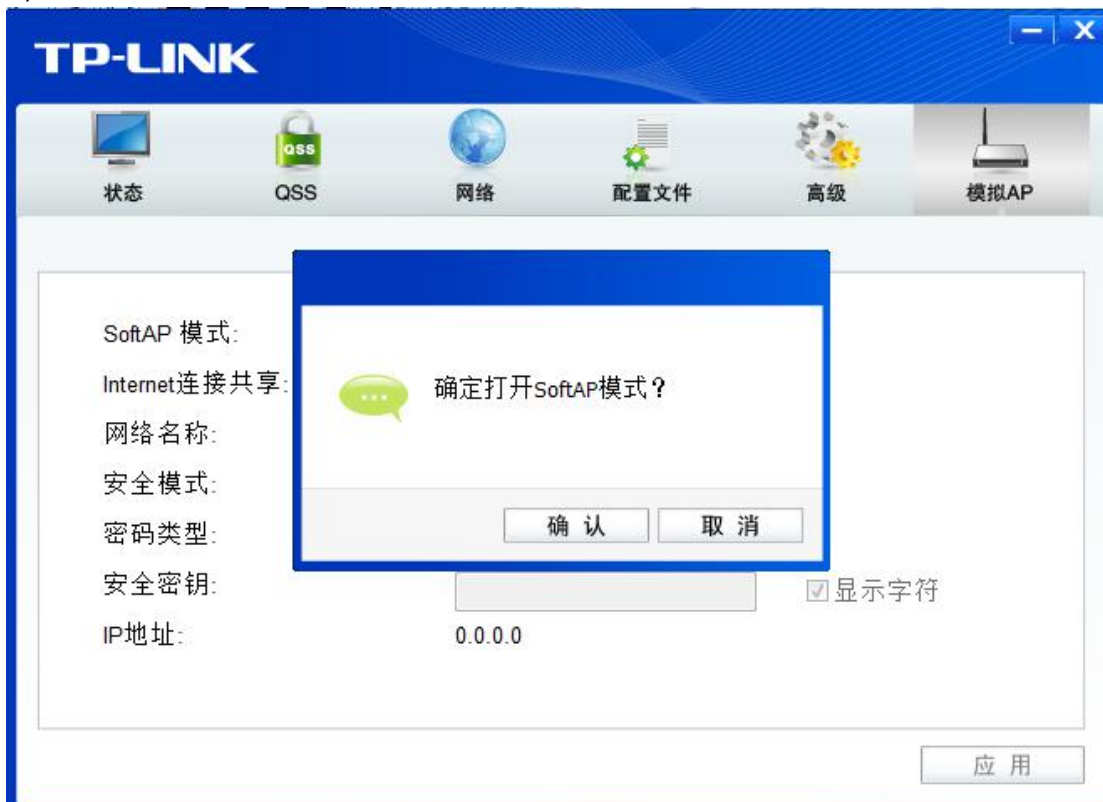 TP-LINK
状态 QSS 网络 配置文件 高级 模拟AP
SoftAP 模式:
Internet连接共享:
网络名称:
安全模式:
密码类型:
安全密钥:
IP地址: 0.0.0.0
确定打开SoftAP模式？
确 认 取 消
显示字符
应 用